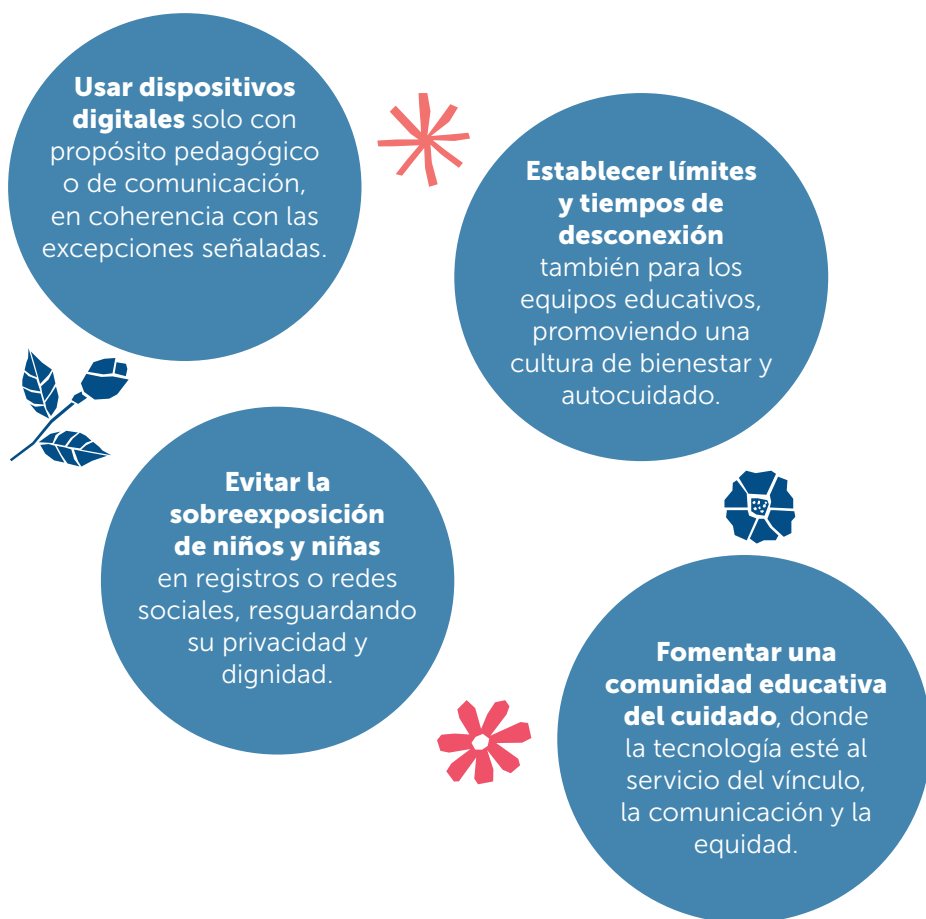 Usar dispositivos
digitales solo con
propósito pedagógico
o de comunicación,
en coherencia con las
excepciones señaladas.
Establecer límites
y tiempos de
desconexión
también para los
equipos educativos,
promoviendo una
cultura de bienestar y
autocuidado.
Evitar la
sobreexposición
de niños y niñas
en registros o redes
sociales, resguardando
su privacidad y
dignidad.
Fomentar una
comunidad educativa
del cuidado, donde
la tecnología esté al
servicio del vínculo,
la comunicación y la
equidad.